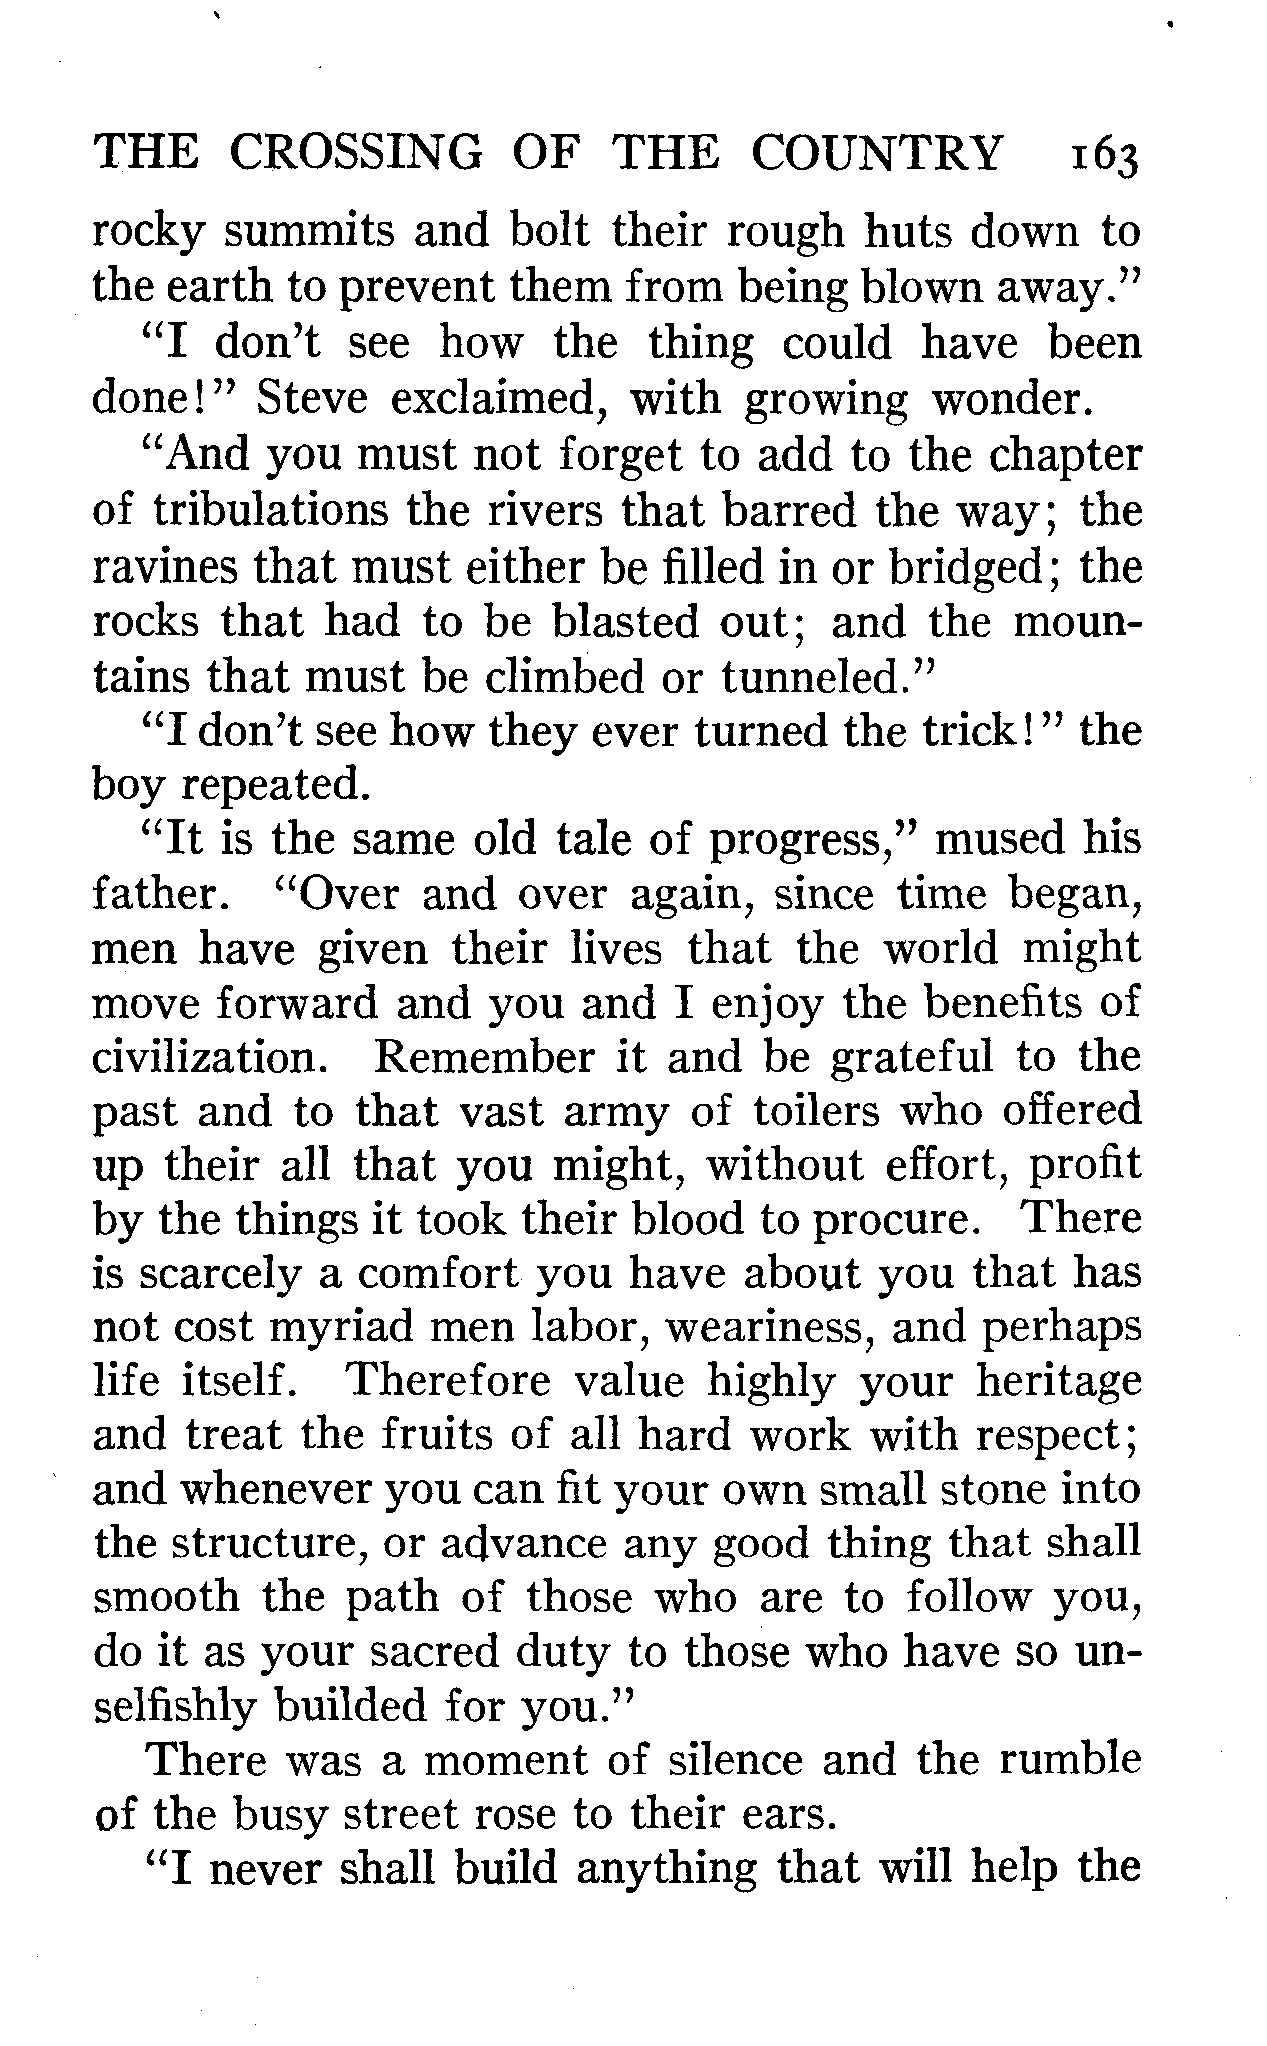 THE CROSSING OF THE COUNTRY 163
rocky summits and bolt their rough huts down to
the earth to prevent them from being blown away."
"I don't see how the thing could have been
done!" Steve exclaimed, with growing wonder.
"And you must not forget to add to the chapter
of tribulations the rivers that barred the way; the
ravines that must either be filled in or bridged; the
rocks that had to be blasted out; and the moun-
tains that must be climbed or tunneled."
"I don't see how they ever turned the trick!" the
boy repeated.
"It is the same old tale of progress," mused his
father. "Over and over again, since time began,
men have given their lives that the world might
move forward and you and I enjoy the benefits of
civilization. Remember it and be grateful to the
past and to that vast army of toilers who offered
up their all that you might, without effort, profit
by the things it took their blood to procure. There
is scarcely a comfort you have about you that has
not cost myriad men labor, weariness, and perhaps
life itself. Therefore value highly your heritage
and treat the fruits of all hard work with respect;
and whenever you can fit your own small stone into
the structure, or advance any good thing that shall
smooth the path of those who are to follow you,
do it as your sacred duty to those who have so un-
selfishly builded for you."
There was a moment of silence and the rumble
of the busy street rose to their ears.
"I never shall build anything that will help the